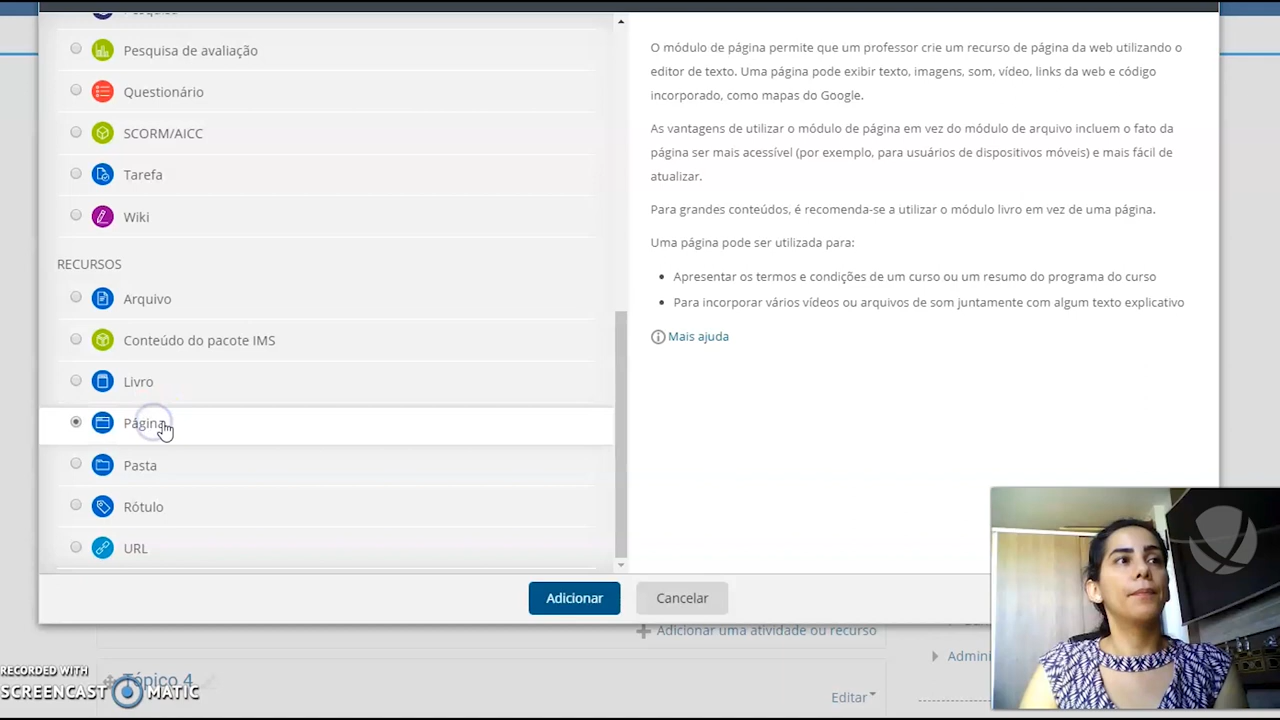 Pesquisa
Pesquisa de avaliação
Questionário
SCORM/AICC
Tarefa
Wiki
RECURSOS
Arquivo
Conteúdo do pacote IMS
Livro
Página
Pasta
Rótulo
URL
O módulo de página permite que um professor crie um recurso de página da web utilizando o
editor de texto. Uma página pode exibir texto, imagens, som, vídeo, links da web e código
incorporado, como mapas do Google.
As vantagens de utilizar o módulo de página em vez do módulo de arquivo incluem o fato da
página ser mais acessível (por exemplo, para usuários de dispositivos móveis) e mais fácil de
atualizar.
Para grandes conteúdos, é recomenda-se a utilizar o módulo livro em vez de uma página.
Uma página pode ser utilizada para:
Apresentar os termos e condições de um curso ou um resumo do programa do curso
Para incorporar vários vídeos ou arquivos de som juntamente com algum texto explicativo
Mais ajuda
Adicionar
Cancelar
Adicionar uma atividade ou recurso
Admini
Tópico 4
Editar
RECORDED WITH
SCREENCAST MATIC